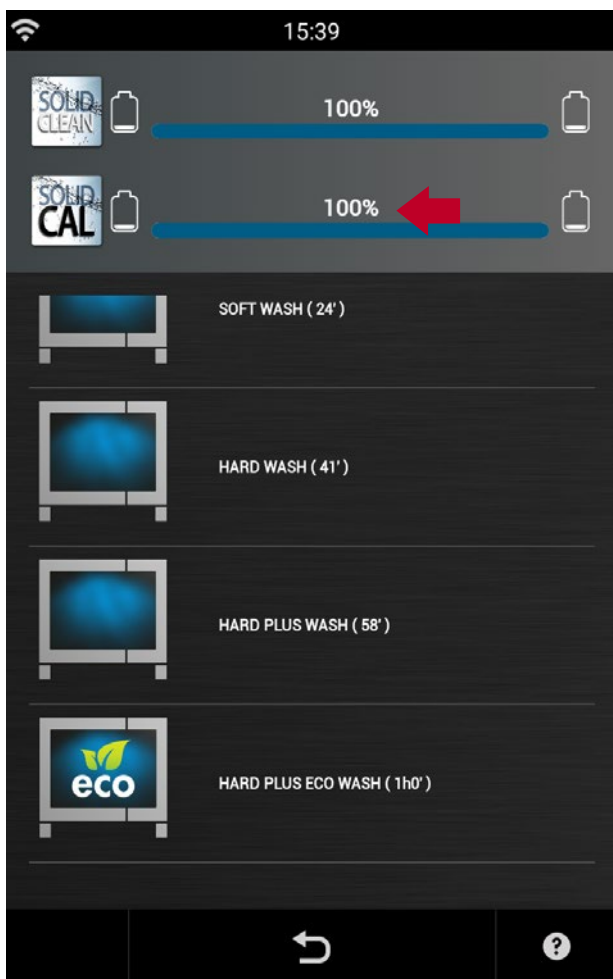 15:39
SOLID
CLEAN
100%
SOLID
CAL
100%
SOFT WASH ( 24' )
HARD WASH ( 41' )
HARD PLUS WASH ( 58' )
eco
HARD PLUS ECO WASH ( 1h0' )
?